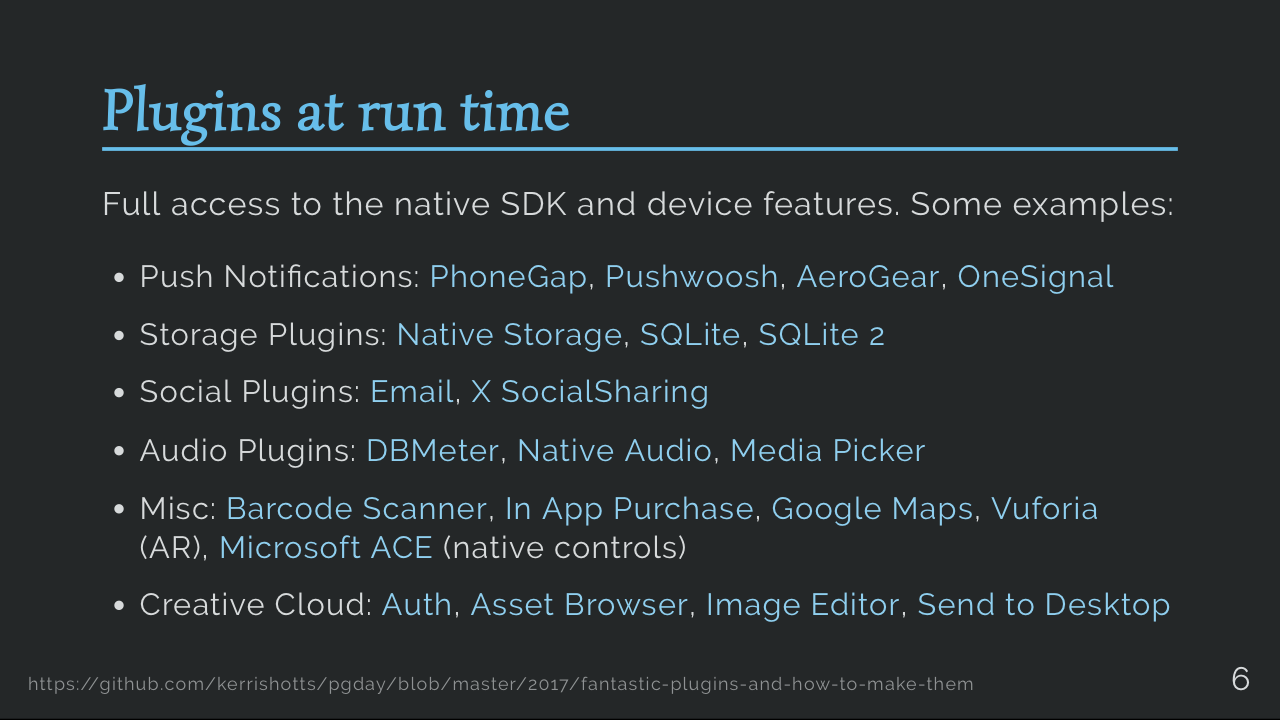 Plugins at run time
Full access to the native SDK and device features. Some examples:
• Push Notifications: PhoneGap, Pushwoosh, AeroGear, OneSignal
• Storage Plugins: Native Storage, SQLite, SQLite 2
• Social Plugins: Email, X SocialSharing
• Audio Plugins: DBMeter, Native Audio, Media Picker
• Misc: Barcode Scanner, In App Purchase, Google Maps, Vuforia
(AR), Microsoft ACE (native controls)
• Creative Cloud: Auth, Asset Browser, Image Editor, Send to Desktop
https://github.com/kerrishotts/pgday/blob/master/2017/fantastic-plugins-and-how-to-make-them
6